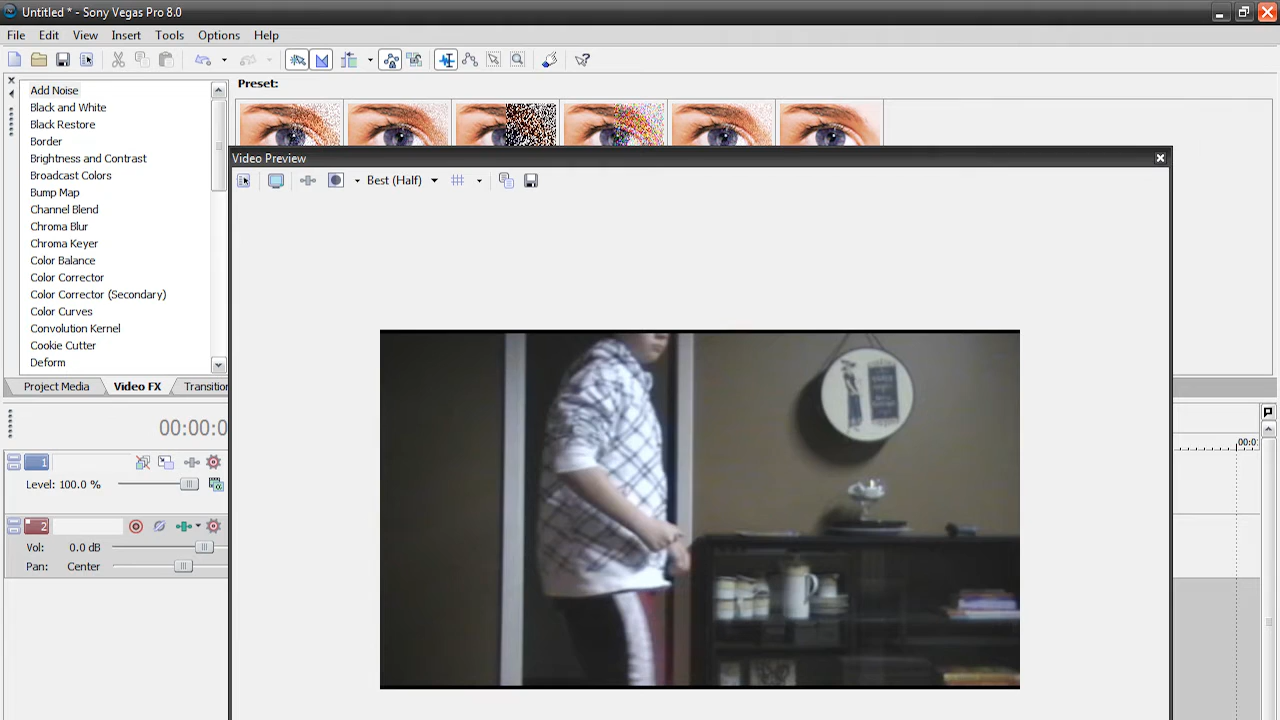 Untitled * - Sony Vegas Pro 8.0
File Edit View Insert Tools Options Help
Preset:
Add Noise
Black and White
Black Restore
Border
Brightness and Contrast
Broadcast Colors
Bump Map
Channel Blend
Chroma Blur
Chroma Keyer
Color Balance
Color Corrector
Color Corrector (Secondary)
Color Curves
Convolution Kernel
Cookie Cutter
Deform
Project Media Video FX Transition
Video Preview
Best (Half)
00:00:0
00:0
1
Level: 100.0 %
2
Vol: 0.0 dB
Pan: Center